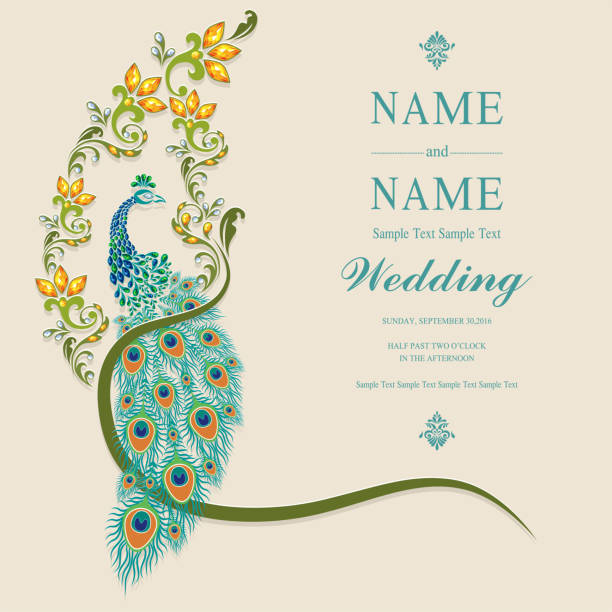 NAME
and
NAME
Sample Text Sample Text
Wedding
SUNDAY, SEPTEMBER 30,2016
HALF PAST TWO O'CLOCK
IN THE AFTERNOON
Sample Text Sample Text Sample Text Sample Text